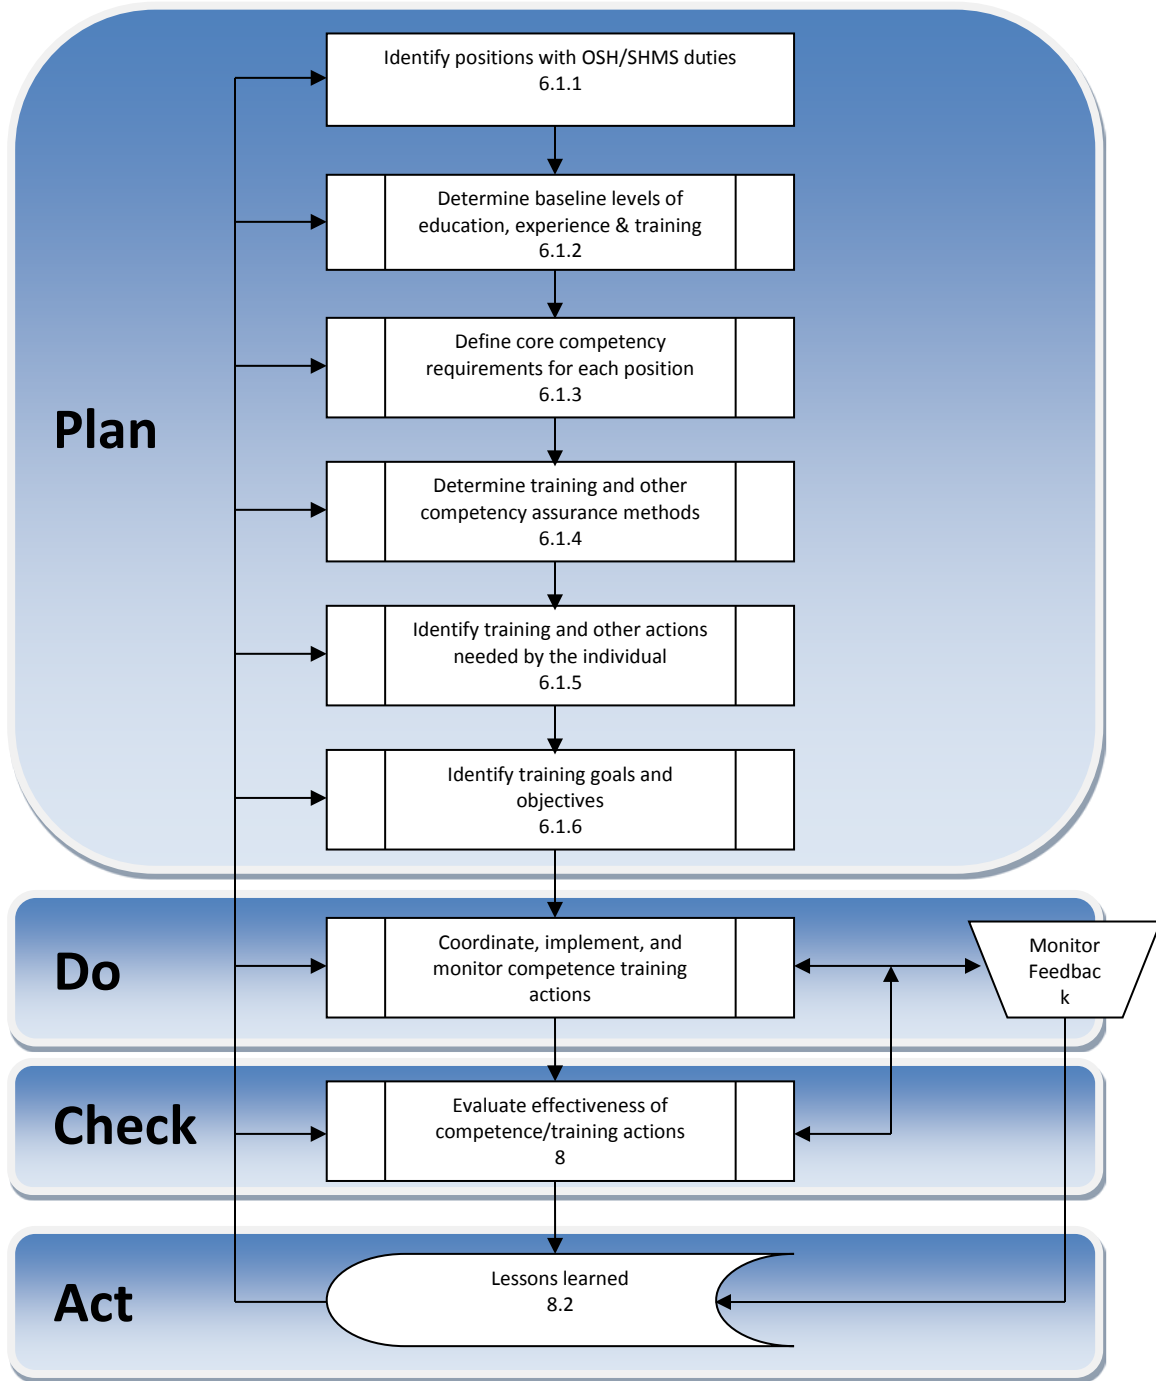 Identify positions with OSH/SHMS duties
6.1.1
Determine baseline levels of
education, experience & training
6.1.2
Define core competency
requirements for each position
6.1.3
Plan
Determine training and other
competency assurance methods
6.1.4
Identify training and other actions
needed by the individual
6.1.5
Identify training goals and
objectives
6.1.6
Do
Coordinate, implement, and
monitor competence training
actions
Monitor
Feedbac
k
Check
Evaluate effectiveness of
competence/training actions
8
Act
Lessons learned
8.2